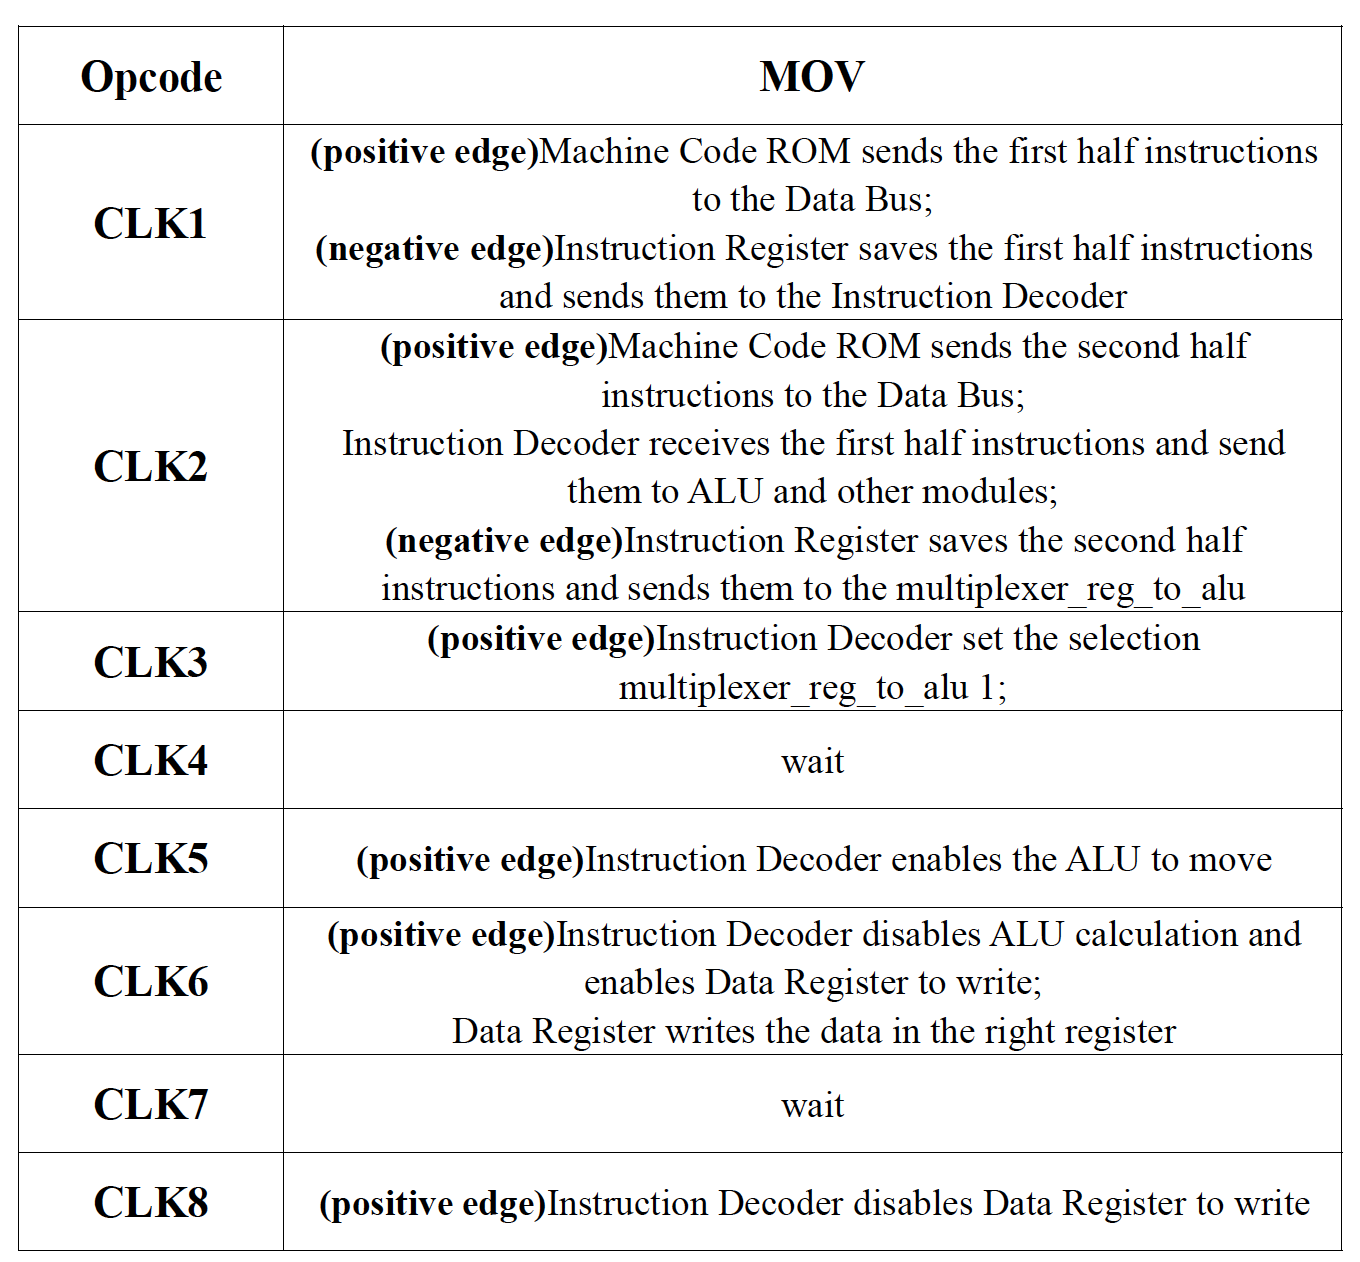 Opcode
MOV
CLK1
(positive edge)Machine Code ROM sends the first half instructions
to the Data Bus;
(negative edge)Instruction Register saves the first half instructions
and sends them to the Instruction Decoder
CLK2
(positive edge)Machine Code ROM sends the second half
instructions to the Data Bus;
Instruction Decoder receives the first half instructions and send
them to ALU and other modules;
(negative edge)Instruction Register saves the second half
instructions and sends them to the multiplexer_reg_to_alu
CLK3
(positive edge)Instruction Decoder set the selection
multiplexer_reg_to_alu 1;
CLK4
wait
CLK5
(positive edge)Instruction Decoder enables the ALU to move
CLK6
(positive edge)Instruction Decoder disables ALU calculation and
enables Data Register to write;
Data Register writes the data in the right register
CLK7
wait
CLK8
(positive edge)Instruction Decoder disables Data Register to write